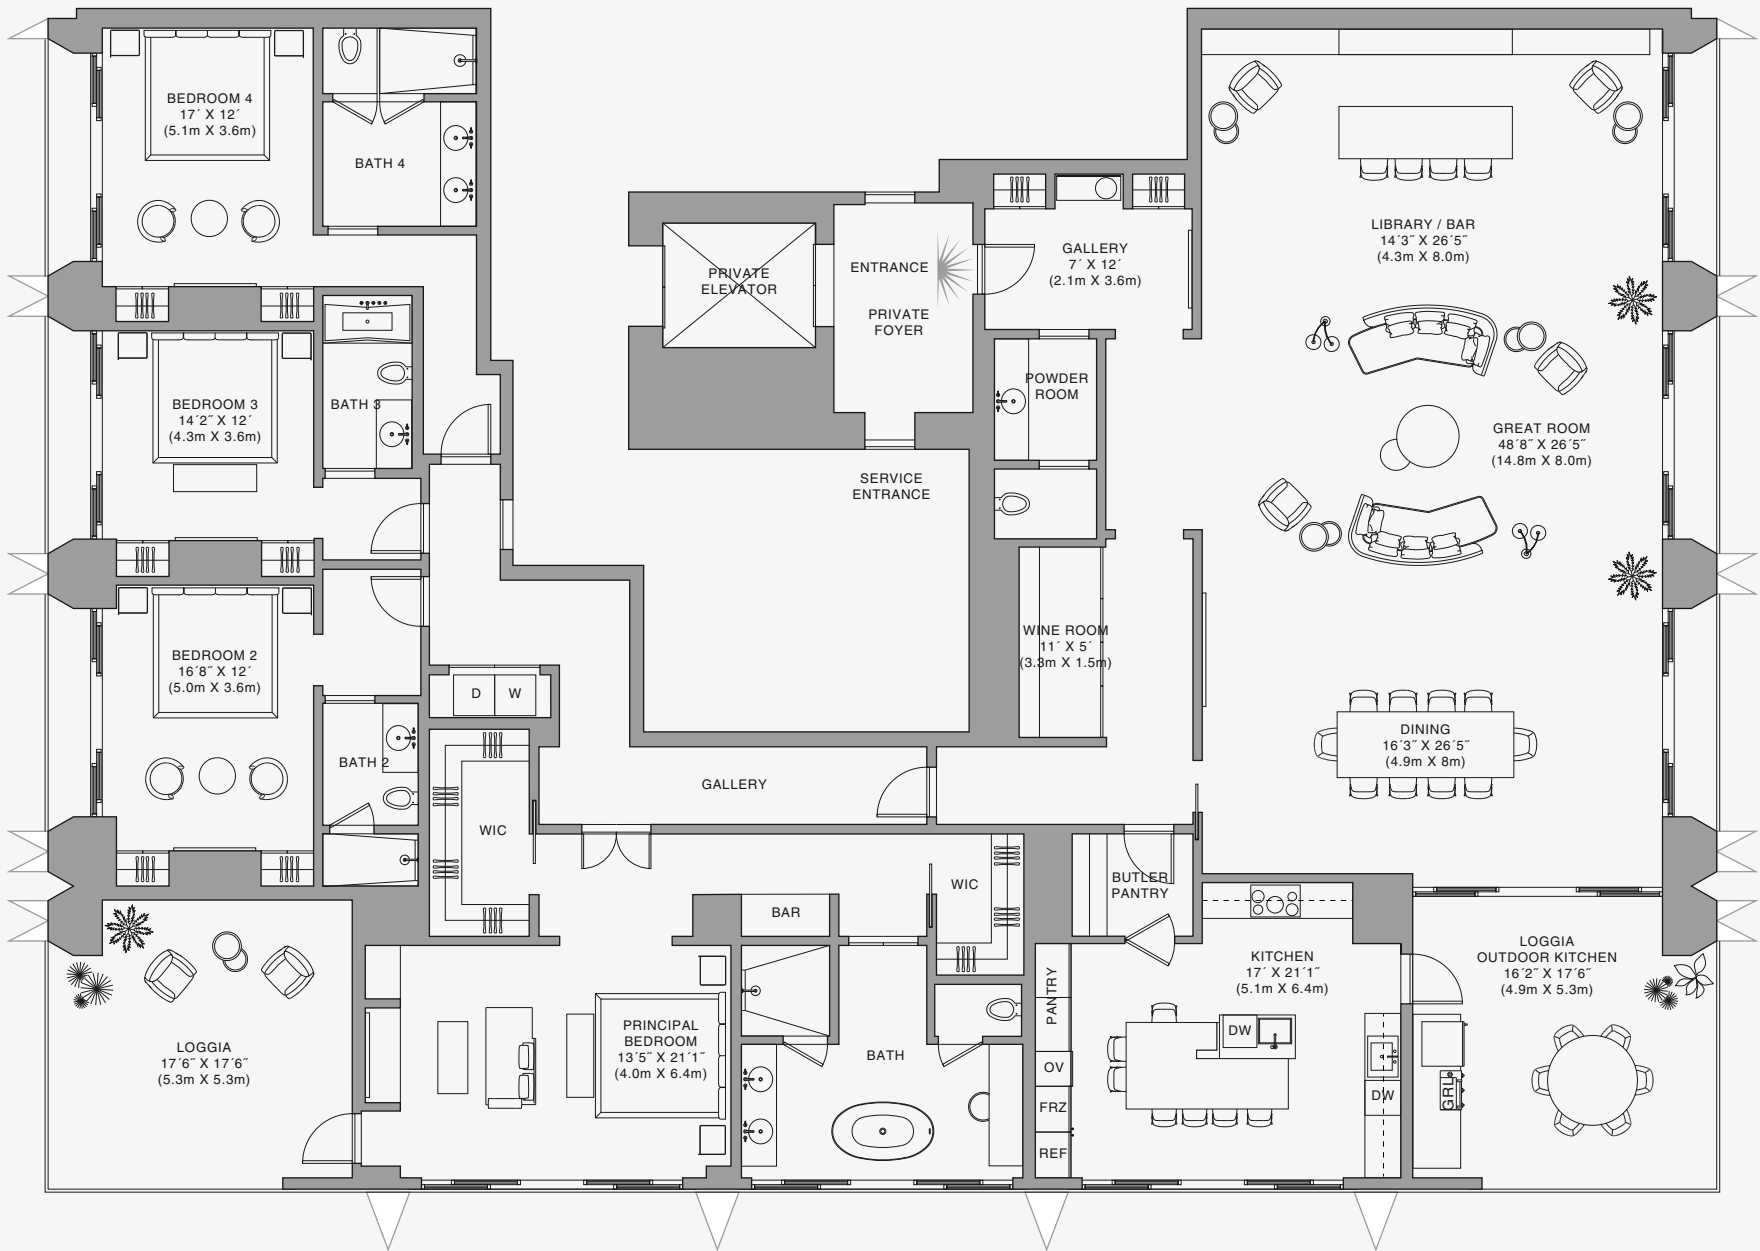 BEDROOM 4
17´ X 12´
(5.1m X 3.6m)
BATH 4
LIBRARY / BAR
14´3˝ X 26´5˝
(4.3m X 8.0m)
PRIVATE
ELEVATOR
ENTRANCE
PRIVATE
FOYER
GALLERY
7´ X 12´
(2.1m X 3.6m)
BEDROOM 3
14´2˝ X 12´
(4.3m X 3.6m)
BATH 3
POWDER
ROOM
GREAT ROOM
48´8˝ X 26´5˝
(14.8m X 8.0m)
SERVICE
ENTRANCE
BEDROOM 2
16´8˝ X 12´
(5.0m X 3.6m)
WINE ROOM
11´ X 5´
(3.3m X 1.5m)
D
W
BATH 2
DINING
16´3˝ X 26´5˝
(4.9m X 8m)
GALLERY
WIC
WIC
BUTLER
PANTRY
BAR
LOGGIA
17´6˝ X 17´6˝
(5.3m X 5.3m)
PRINCIPAL
BEDROOM
13´5˝ X 21´1˝
(4.0m X 6.4m)
BATH
PANTRY
OV
FRZ
REF
KITCHEN
17´ X 21´1˝
(5.1m X 6.4m)
DW
DW
LOGGIA
OUTDOOR KITCHEN
16´2˝ X 17´6˝
(4.9m X 5.3m)
GRL